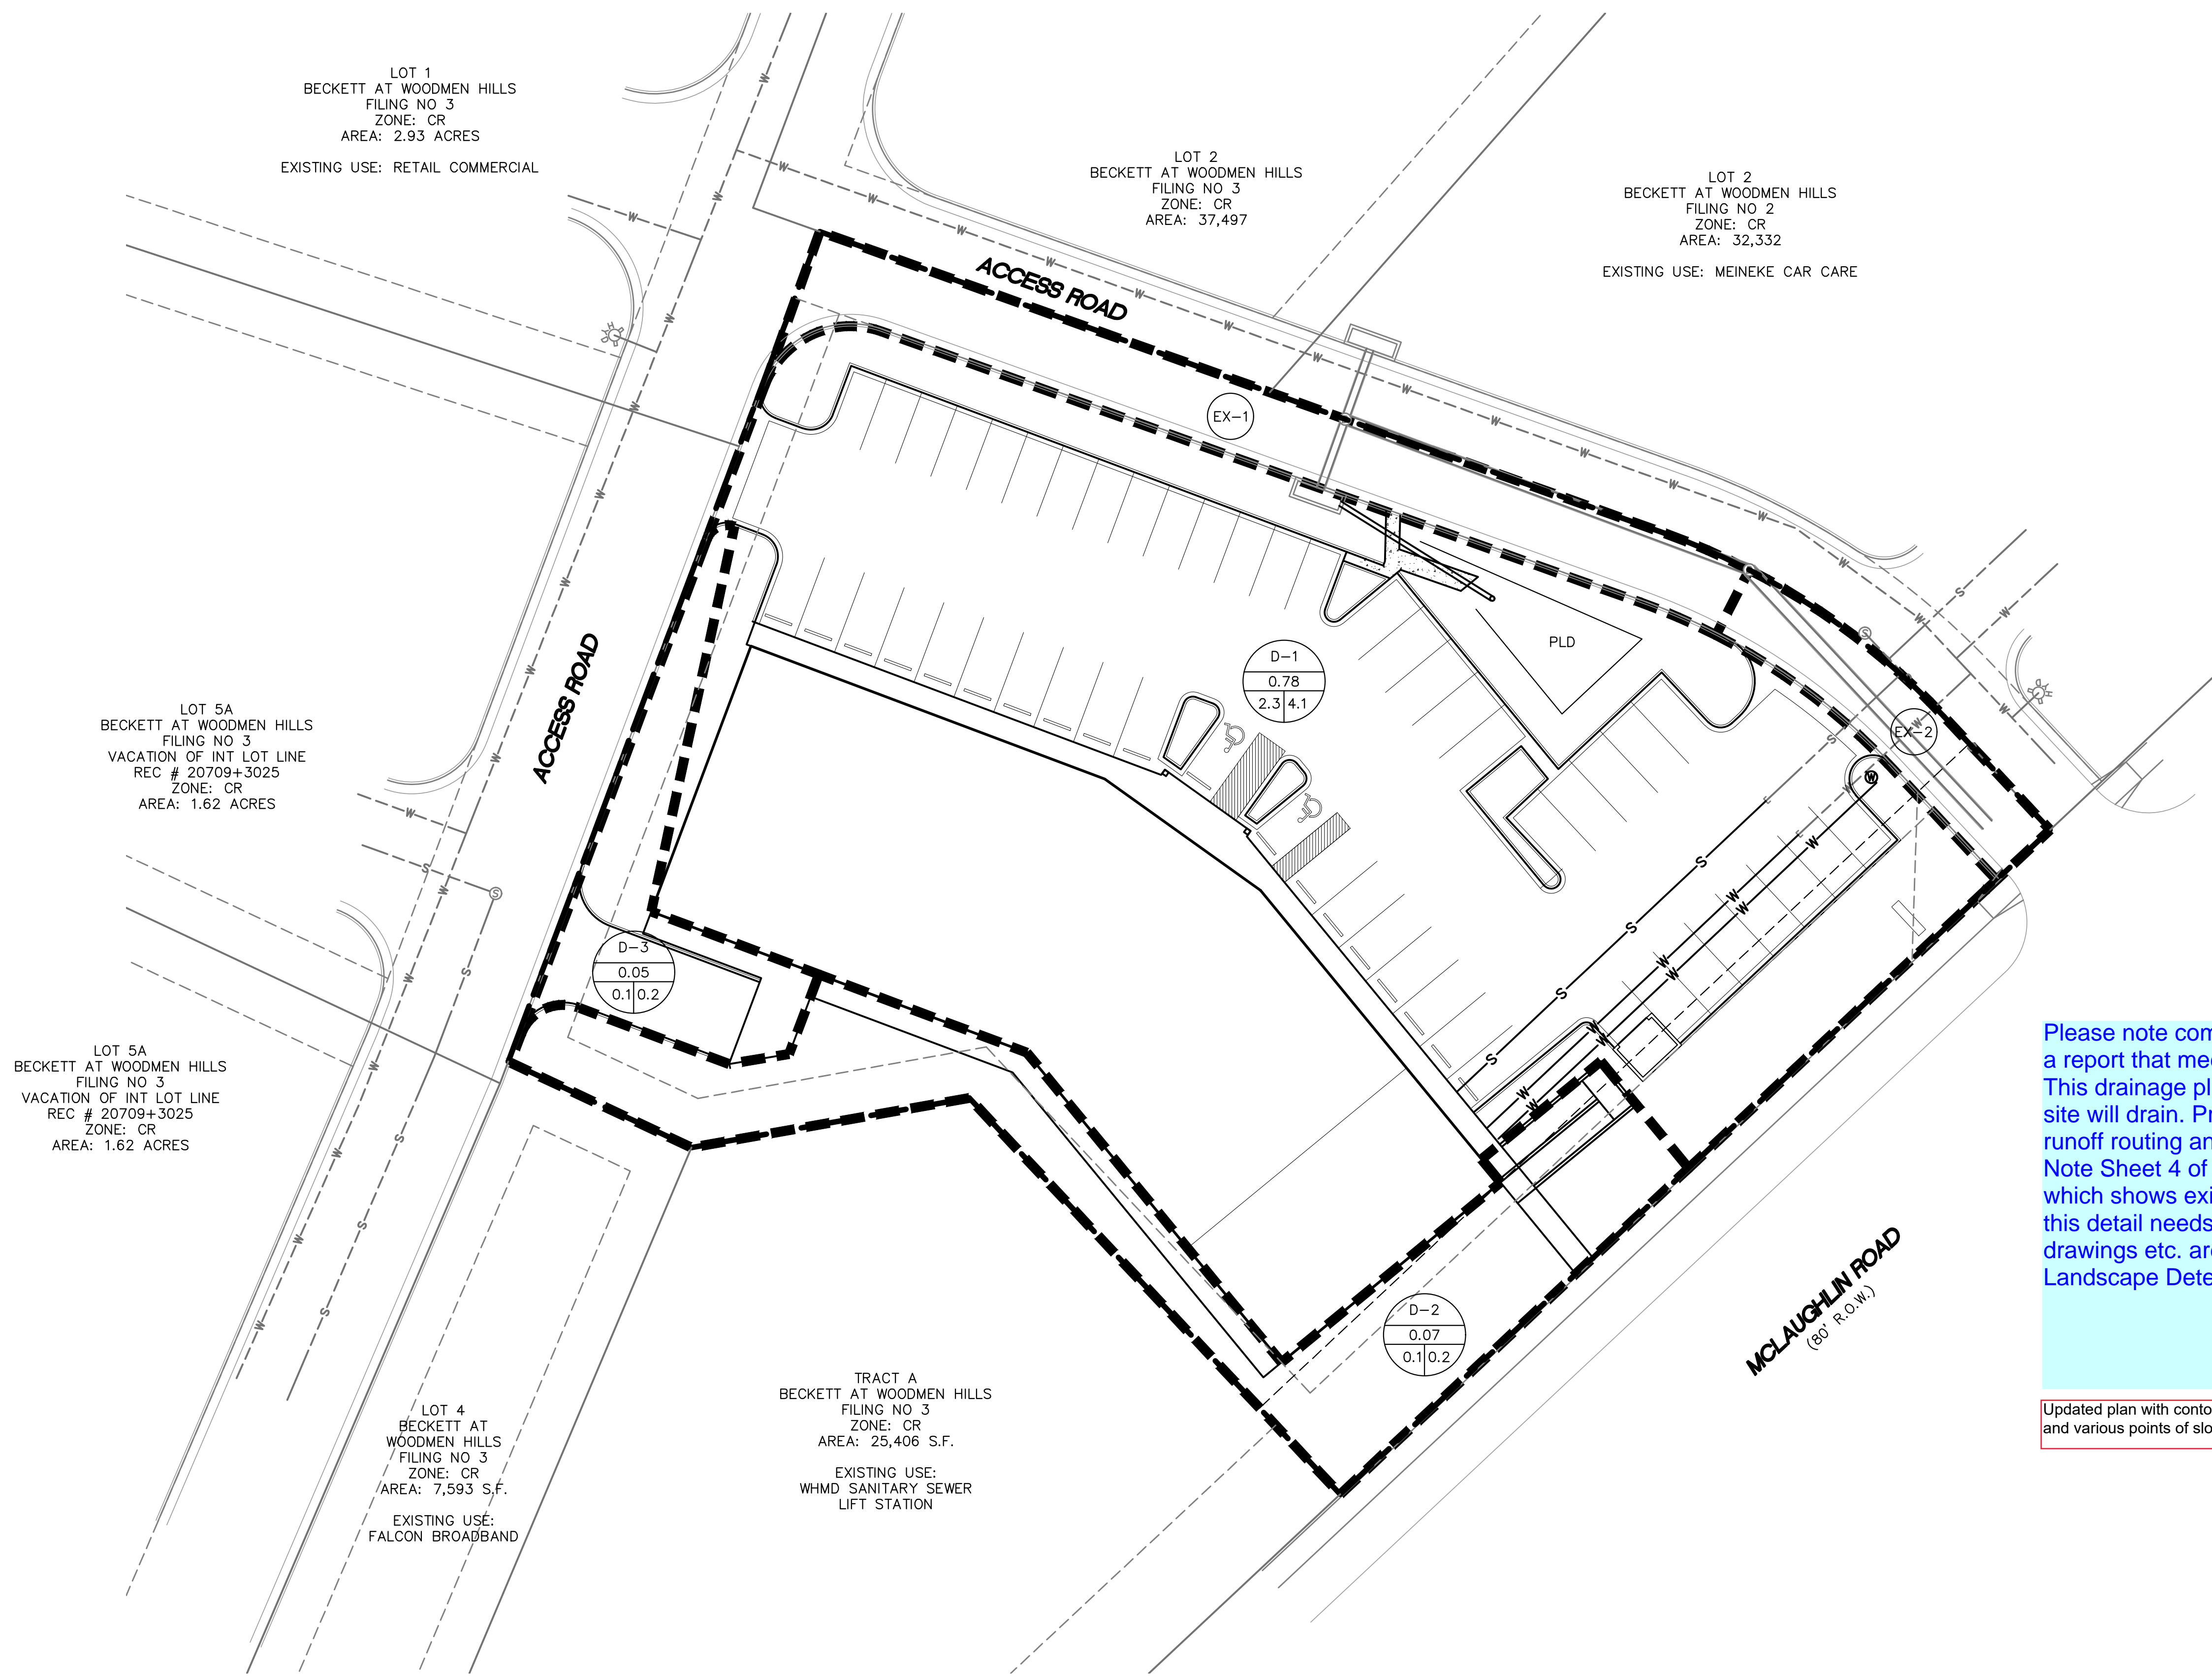 LOT 1
BECKETT AT WOODMEN HILLS
FILING NO 3
ZONE: CR
AREA: 2.93 ACRES
EXISTING USE: RETAIL COMMERCIAL
LOT 2
BECKETT AT WOODMEN HILLS
FILING NO 3
ZONE: CR
AREA: 37,497
LOT 2
BECKETT AT WOODMEN HILLS
FILING NO 2
ZONE: CR
AREA: 32,332
EXISTING USE: MEINEKE CAR CARE
ACCESS ROAD
EX-1
PLD
D-1
0.78
2.3 4.1
EX-2
ACCESS ROAD
LOT 5A
BECKETT AT WOODMEN HILLS
FILING NO 3
VACATION OF INT LOT LINE
REC # 20709+3025
ZONE: CR
AREA: 1.62 ACRES
D-3
0.05
0.1 0.2
LOT 5A
BECKETT AT WOODMEN HILLS
FILING NO 3
VACATION OF INT LOT LINE
REC # 20709+3025
ZONE: CR
AREA: 1.62 ACRES
Please note
a report that
This drainage
site will drain.
runoff routing
Note Sheet 4 of
which shows
this detail needs
drawings etc.
Landscape
MCLAUGHLIN ROAD
(80' R.O.W.)
D-2
0.07
0.1 0.2
Updated plan with
and various points of
TRACT A
BECKETT AT WOODMEN HILLS
FILING NO 3
ZONE: CR
AREA: 25,406 S.F.
EXISTING USE:
WHMD SANITARY SEWER
LIFT STATION
LOT 4
BECKETT AT
WOODMEN HILLS
FILING NO 3
ZONE: CR
AREA: 7,593 S.F.
EXISTING USE:
FALCON BROADBAND